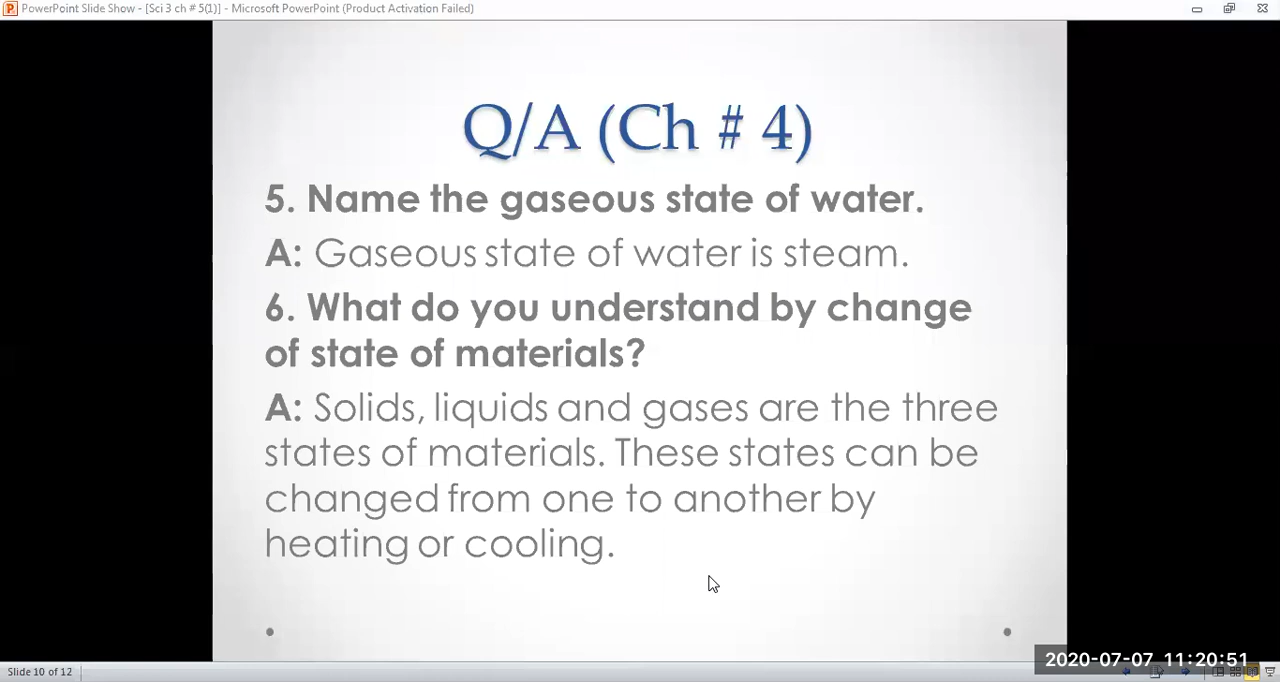 PowerPoint Slide Show - [Sci 3 ch # 5(1)] - Microsoft PowerPoint (Product Activation Failed)
Q/A (Ch # 4)
5. Name the gaseous state of water.
A: Gaseous state of water is steam.
6. What do you understand by change
of state of materials?
A: Solids, liquids and gases are the three
states of materials. These states can be
changed from one to another by
heating or cooling.
2020-07-07 11:20:51
Slide 10 of 12